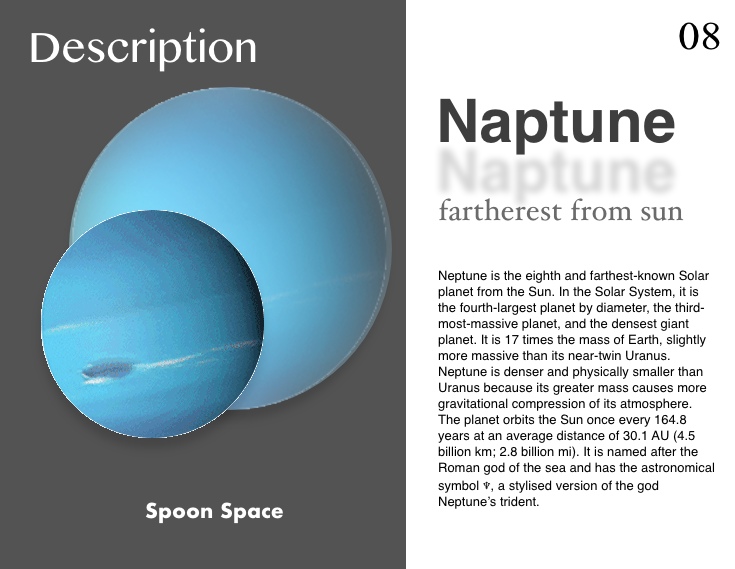 Description
Spoon Space
08
Naptune
Naptune
fartherest from sun
Neptune is the eighth and farthest-known Solar
planet from the Sun. In the Solar System, it is
the fourth-largest planet by diameter, the third-
most-massive planet, and the densest giant
planet. It is 17 times the mass of Earth, slightly
more massive than its near-twin Uranus.
Neptune is denser and physically smaller than
Uranus because its greater mass causes more
gravitational compression of its atmosphere.
The planet orbits the Sun once every 164.8
years at an average distance of 30.1 AU (4.5
billion km; 2.8 billion mi). It is named after the
Roman god of the sea and has the astronomical
symbol ♆, a stylised version of the god
Neptune’s trident.